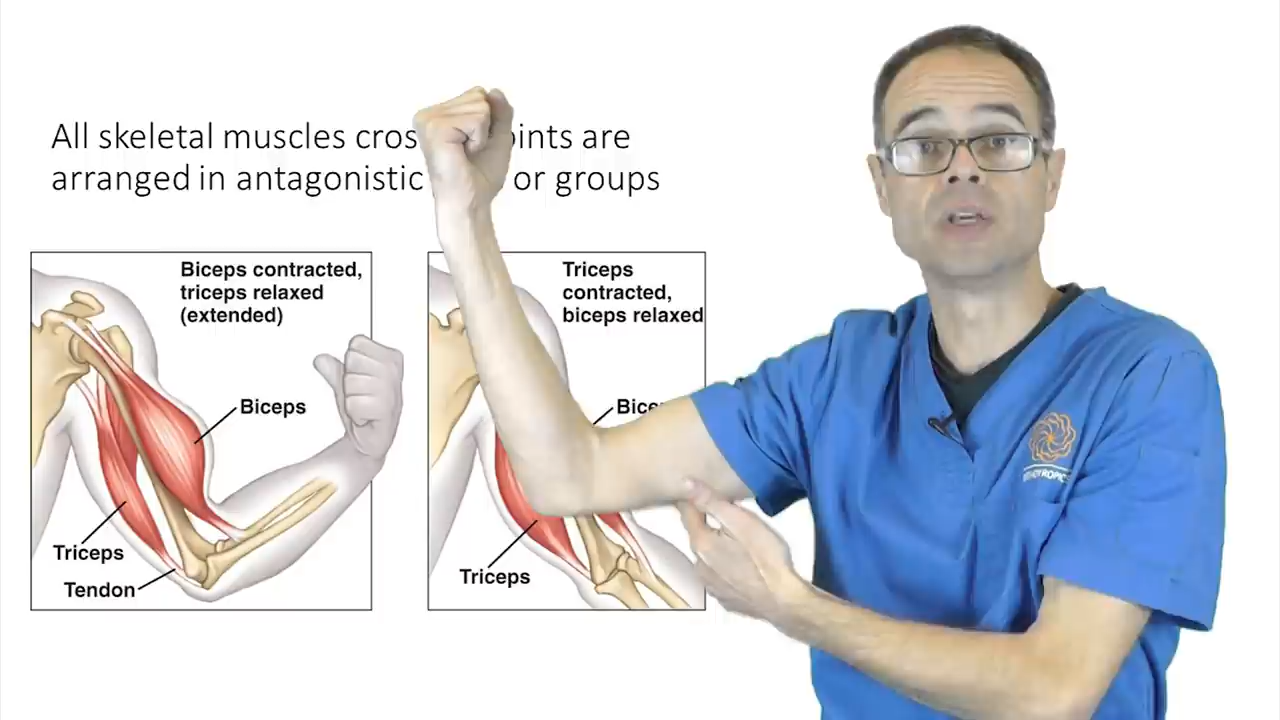 All skeletal muscles cros oints are
arranged in antagonistic or groups
Biceps contracted,
triceps relaxed
(extended)
Biceps
Triceps
Tendon
Triceps
contracted,
biceps relaxed
Bice
Triceps